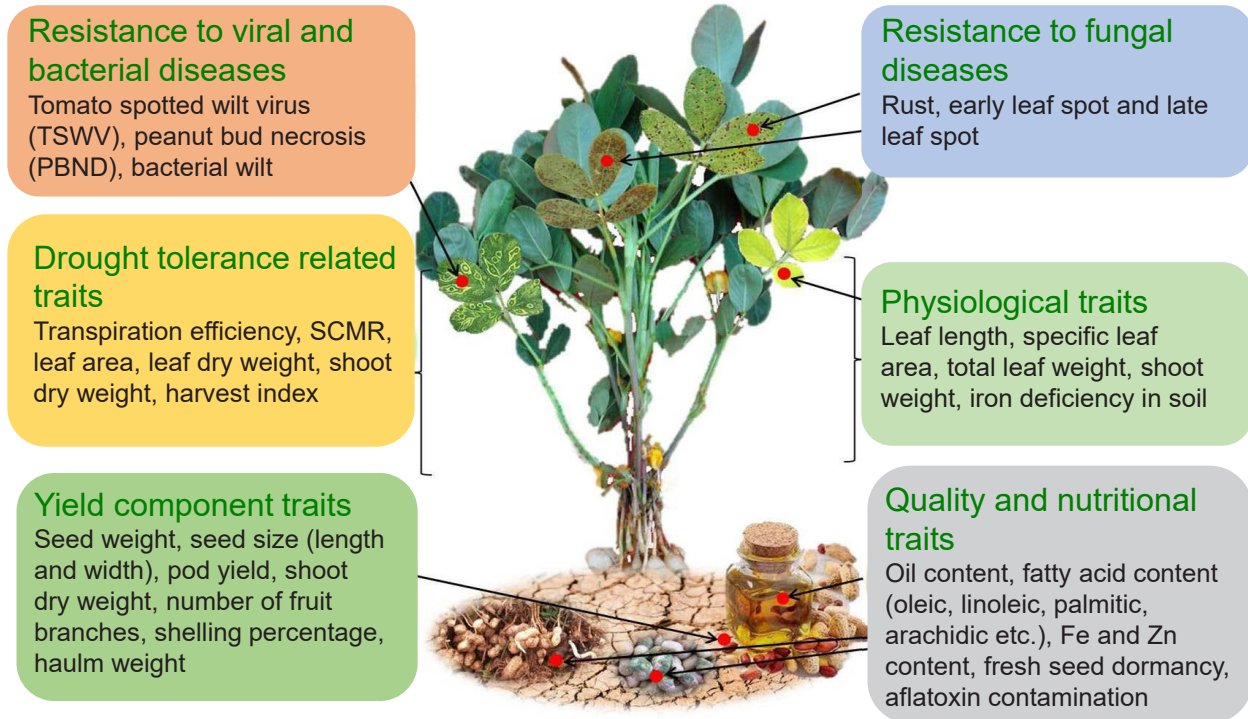 Resistance to viral and
bacterial diseases
Tomato spotted wilt virus
(TSWV), peanut bud necrosis
(PBND), bacterial wilt
Resistance to fungal
diseases
Rust, early leaf spot and late
leaf spot
Drought tolerance related
traits
Transpiration efficiency, SCMR,
leaf area, leaf dry weight, shoot
dry weight, harvest index
Physiological traits
Leaf length, specific leaf
area, total leaf weight, shoot
weight, iron deficiency in soil
Yield component traits
Seed weight, seed size (length
and width), pod yield, shoot
dry weight, number of fruit
branches, shelling percentage,
haulm weight
Quality and nutritional
traits
Oil content, fatty acid content
(oleic, linoleic, palmitic,
arachidic etc.), Fe and Zn
content, fresh seed dormancy,
aflatoxin contamination